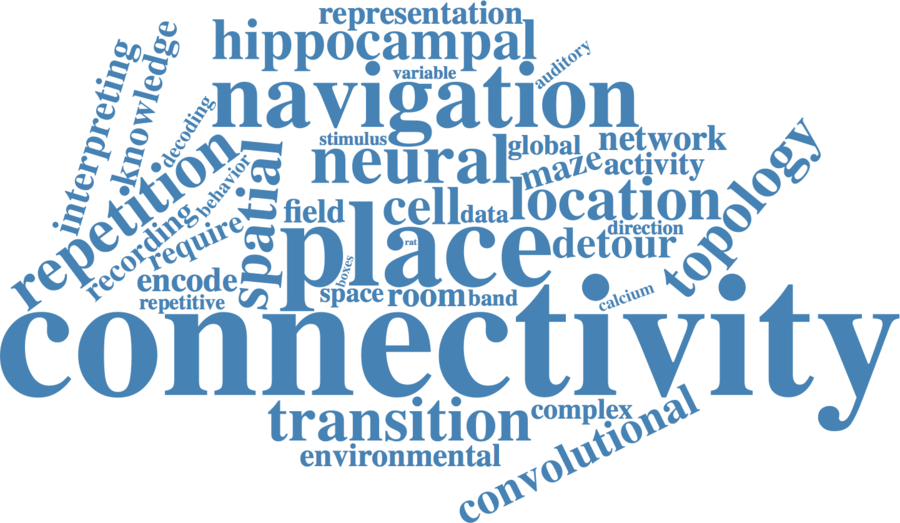 representation
hippocampal
variable
auditory
navigation
interpreting
knowledge
decoding
stimulus
neural
global
network
maze
activity
repetition
behavior
recording
require
spatial
field
cell
data
location
topology
place
rat
direction
detour
encode
boxes
space
room
band
calcium
repetitive
connectivity
transition
complex
environmental
convolutional